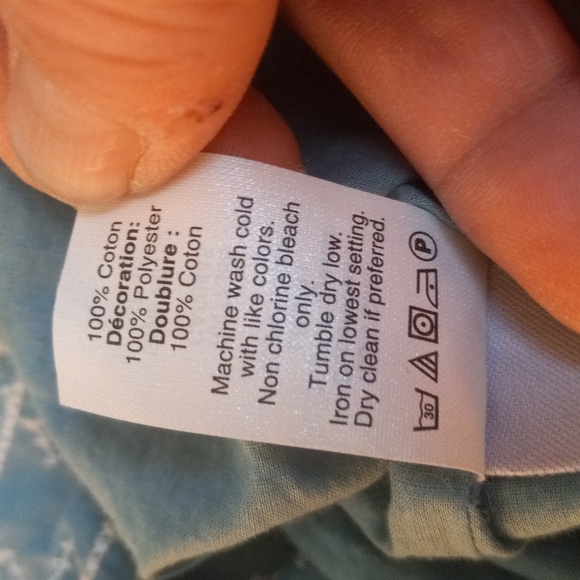 100% Coton
Décoration:
100% Polyester
Doublure :
100% Coton
Machine wash cold
with like colors.
Non chlorine bleach
only.
Tumble dry low.
Iron on lowest setting.
Dry clean if preferred.
30 P